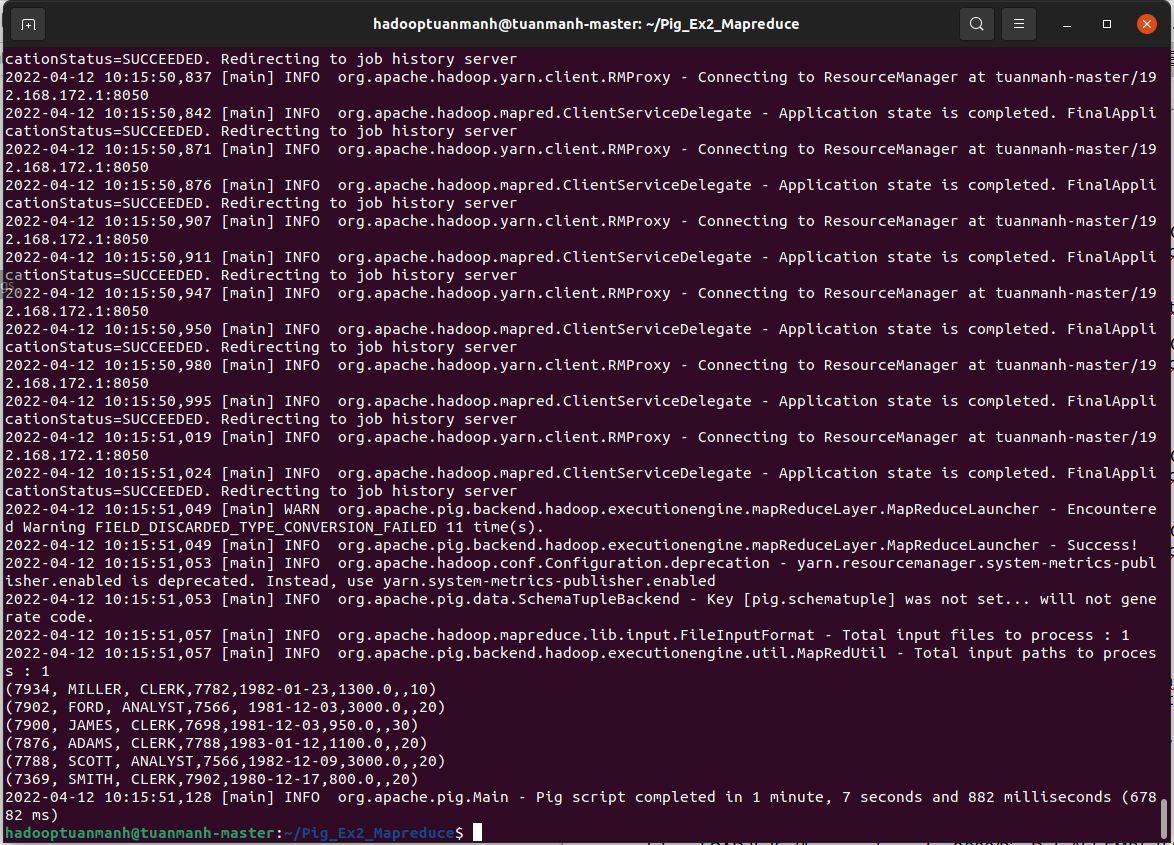 hadooptuanmanh@tuanmanh-master: ~/Pig_Ex2_Mapreduce
cationStatus=SUCCEEDED. Redirecting to job history server
2022-04-12 10:15:50,837 [main] INFO  org.apache.hadoop.yarn.client.RMProxy - Connecting to ResourceManager at tuanmanh-master/19
2.168.172.1:8050
2022-04-12 10:15:50,842 [main] INFO  org.apache.hadoop.mapred.ClientServiceDelegate - Application state is completed. FinalAppli
cationStatus=SUCCEEDED. Redirecting to job history server
2022-04-12 10:15:50,871 [main] INFO  org.apache.hadoop.yarn.client.RMProxy - Connecting to ResourceManager at tuanmanh-master/19
2.168.172.1:8050
2022-04-12 10:15:50,876 [main] INFO  org.apache.hadoop.mapred.ClientServiceDelegate - Application state is completed. FinalAppli
cationStatus=SUCCEEDED. Redirecting to job history server
2022-04-12 10:15:50,907 [main] INFO  org.apache.hadoop.yarn.client.RMProxy - Connecting to ResourceManager at tuanmanh-master/19
2.168.172.1:8050
2022-04-12 10:15:50,911 [main] INFO  org.apache.hadoop.mapred.ClientServiceDelegate - Application state is completed. FinalAppli
cationStatus=SUCCEEDED. Redirecting to job history server
2022-04-12 10:15:50,947 [main] INFO  org.apache.hadoop.yarn.client.RMProxy - Connecting to ResourceManager at tuanmanh-master/19
2.168.172.1:8050
2022-04-12 10:15:50,950 [main] INFO  org.apache.hadoop.mapred.ClientServiceDelegate - Application state is completed. FinalAppli
cationStatus=SUCCEEDED. Redirecting to job history server
2022-04-12 10:15:50,980 [main] INFO  org.apache.hadoop.yarn.client.RMProxy - Connecting to ResourceManager at tuanmanh-master/19
2.168.172.1:8050
2022-04-12 10:15:50,995 [main] INFO  org.apache.hadoop.mapred.ClientServiceDelegate - Application state is completed. FinalAppli
cationStatus=SUCCEEDED. Redirecting to job history server
2022-04-12 10:15:51,019 [main] INFO  org.apache.hadoop.yarn.client.RMProxy - Connecting to ResourceManager at tuanmanh-master/19
2.168.172.1:8050
2022-04-12 10:15:51,024 [main] INFO  org.apache.hadoop.mapred.ClientServiceDelegate - Application state is completed. FinalAppli
cationStatus=SUCCEEDED. Redirecting to job history server
2022-04-12 10:15:51,049 [main] WARN  org.apache.pig.backend.hadoop.executionengine.mapReduceLayer.MapReduceLauncher - Encountere
d Warning FIELD_DISCARDED_TYPE_CONVERSION_FAILED 11 time(s).
2022-04-12 10:15:51,049 [main] INFO  org.apache.pig.backend.hadoop.executionengine.mapReduceLayer.MapReduceLauncher - Success!
2022-04-12 10:15:51,053 [main] INFO  org.apache.hadoop.conf.Configuration.deprecation - yarn.resourcemanager.system-metrics-publ
isher.enabled is deprecated. Instead, use yarn.system-metrics-publisher.enabled
2022-04-12 10:15:51,053 [main] INFO  org.apache.pig.data.SchemaTupleBackend - Key [pig.schematuple] was not set... will not gene
rate code.
2022-04-12 10:15:51,057 [main] INFO  org.apache.hadoop.mapreduce.lib.input.FileInputFormat - Total input files to process : 1
2022-04-12 10:15:51,057 [main] INFO  org.apache.pig.backend.hadoop.executionengine.util.MapRedUtil - Total input paths to proces
s : 1
(7934, MILLER, CLERK,7782,1982-01-23,1300.0,,10)
(7902, FORD, ANALYST,7566, 1981-12-03,3000.0,,20)
(7900, JAMES, CLERK,7698,1981-12-03,950.0,,30)
(7876, ADAMS, CLERK,7788,1983-01-12,1100.0,,20)
(7788, SCOTT, ANALYST,7566,1982-12-09,3000.0,,20)
(7369, SMITH, CLERK,7902,1980-12-17,800.0,,20)
2022-04-12 10:15:51,128 [main] INFO  org.apache.pig.Main - Pig script completed in 1 minute, 7 seconds and 882 milliseconds (678
82 ms)
hadooptuanmanh@tuanmanh-master:~/Pig_Ex2_Mapreduce$